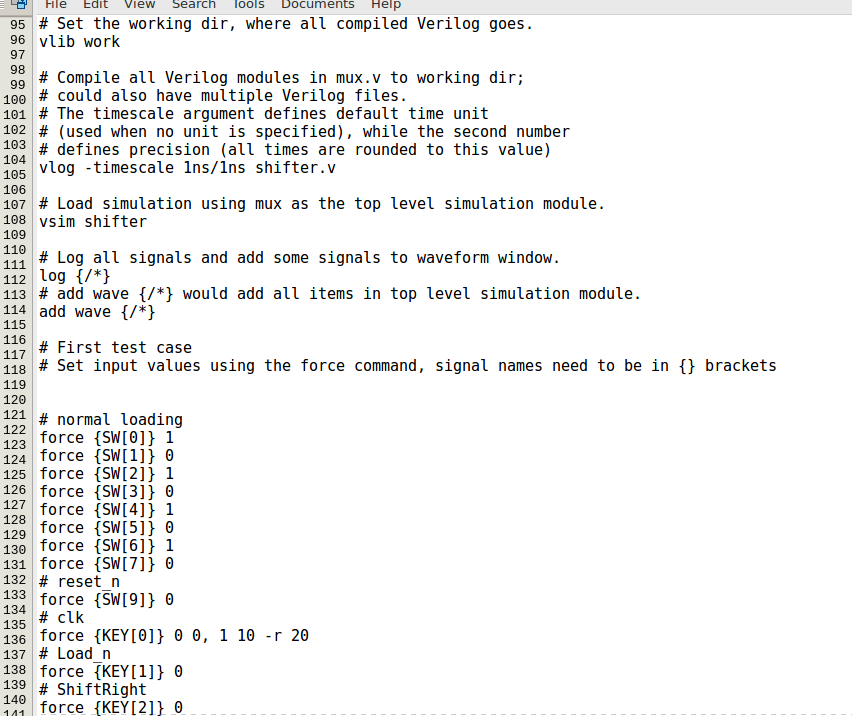 File Edit View Search Tools Documents Help
95
96
97
98
99
100
101
102
103
104
105
106
107
108
109
110
111
112
113
114
115
116
117
118
119
120
121
122
123
124
125
126
127
128
129
130
131
132
133
134
135
136
137
138
139
140
141
# Set the working dir, where all compiled Verilog goes.
vlib work
# Compile all Verilog modules in mux.v to working dir;
# could also have multiple Verilog files.
# The timescale argument defines default time unit
# (used when no unit is specified), while the second number
# defines precision (all times are rounded to this value)
vlog -timescale 1ns/1ns shifter.v
# Load simulation using mux as the top level simulation module.
vsim shifter
# Log all signals and add some signals to waveform window.
log {/*}
# add wave {/*} would add all items in top level simulation module.
add wave {/*}
# First test case
# Set input values using the force command, signal names need to be in {} brackets
# normal loading
force {SW[0]} 1
force {SW[1]} 0
force {SW[2]} 1
force {SW[3]} 0
force {SW[4]} 1
force {SW[5]} 0
force {SW[6]} 1
force {SW[7]} 0
# reset_n
force {SW[9]} 0
# clk
force {KEY[0]} 0 0, 1 10 -r 20
# Load_n
force {KEY[1]} 0
# ShiftRight
force {KEY[2]} 0